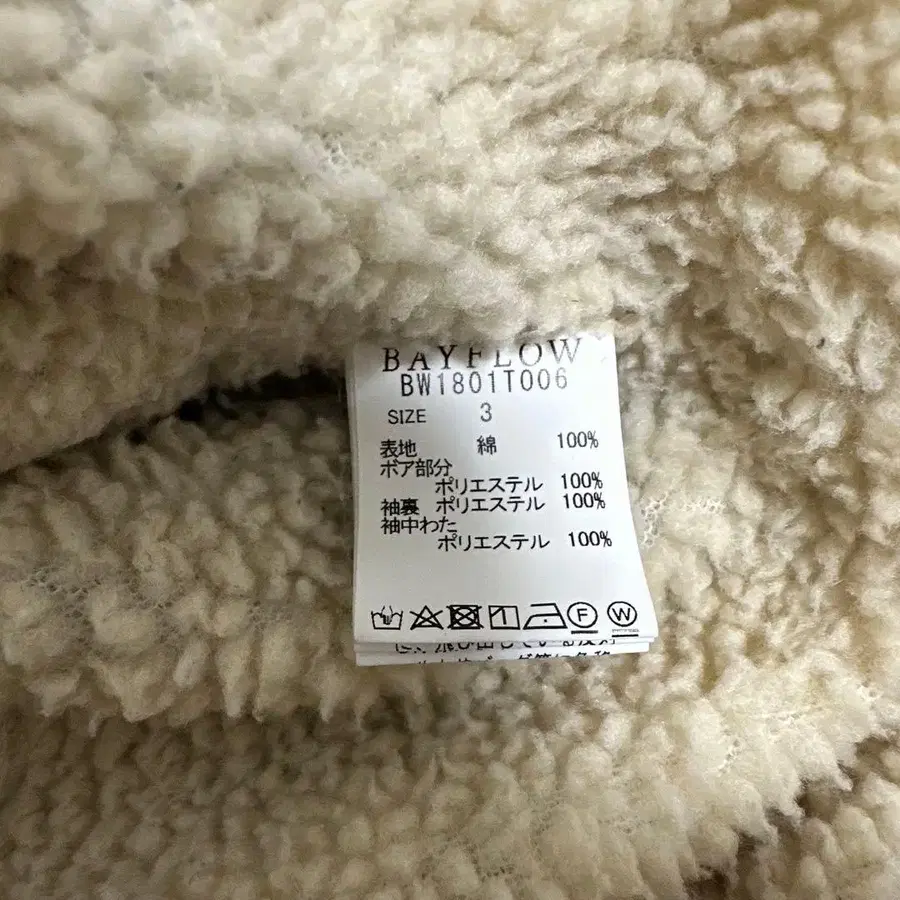 BAYFLOW
BW1801T006
SIZE 3
表地 綿 100%
ボア部分
ポリエステル 100%
袖裏 ポリエステル 100%
袖中わた
ポリエステル 100%
F W